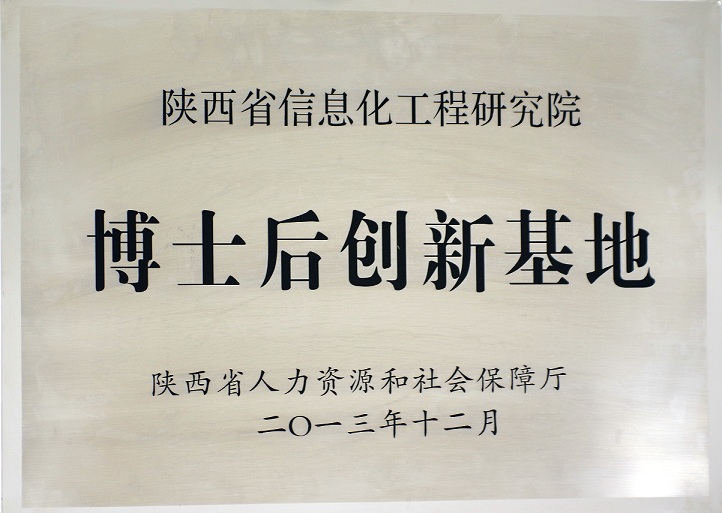 陕西省信息化工程研究院
博士后创新基地
陕西省人力资源和社会保障厅
二〇一三年十二月